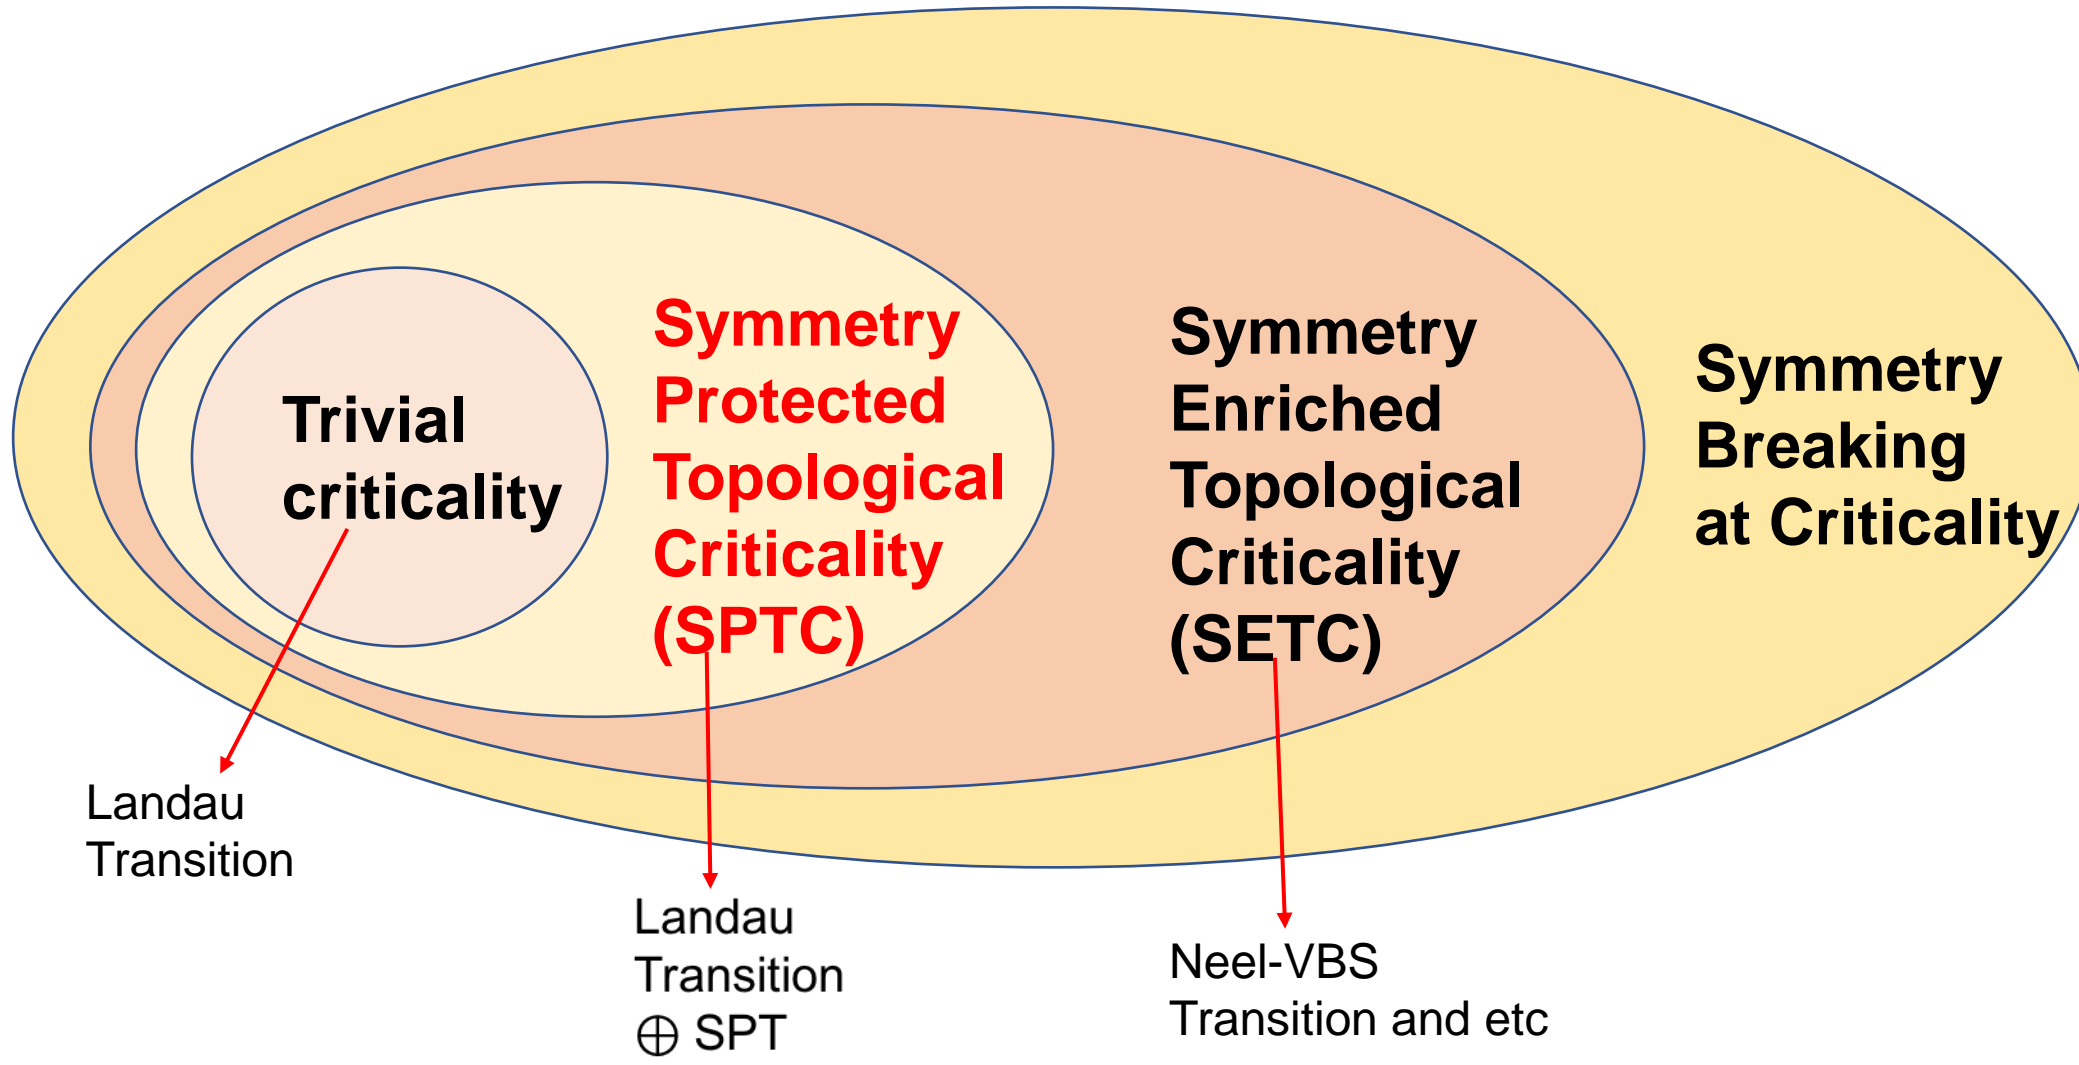 Trivial
criticality
Symmetry
Protected
Topological
Criticality
(SPTC)
Symmetry
Enriched
Topological
Criticality
(SETC)
Symmetry
Breaking
at Criticality
Landau
Transition
Landau
Transition
⊕ SPT
Neel-VBS
Transition and etc